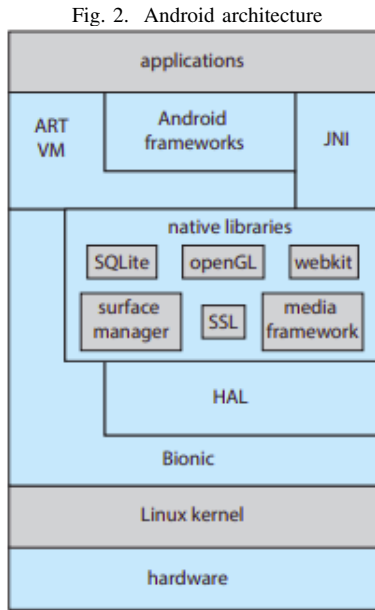 Fig. 2. Android architecture
applications
ART
VM
Android
frameworks
JNI
native libraries
SQLite
openGL
webkit
surface
manager
SSL
media
framework
HAL
Bionic
Linux kernel
hardware